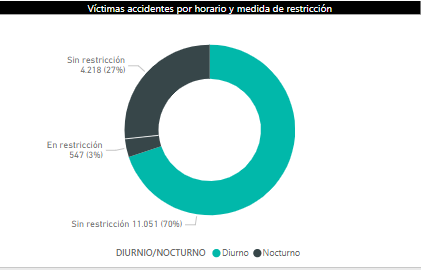 Víctimas accidentes por horario y medida de restricción
Sin restricción
4.218 (27%)
En restricción
547 (3%)
Sin restricción 11.051 (70%)
DIURNIO/NOCTURNO Diurno Nocturno